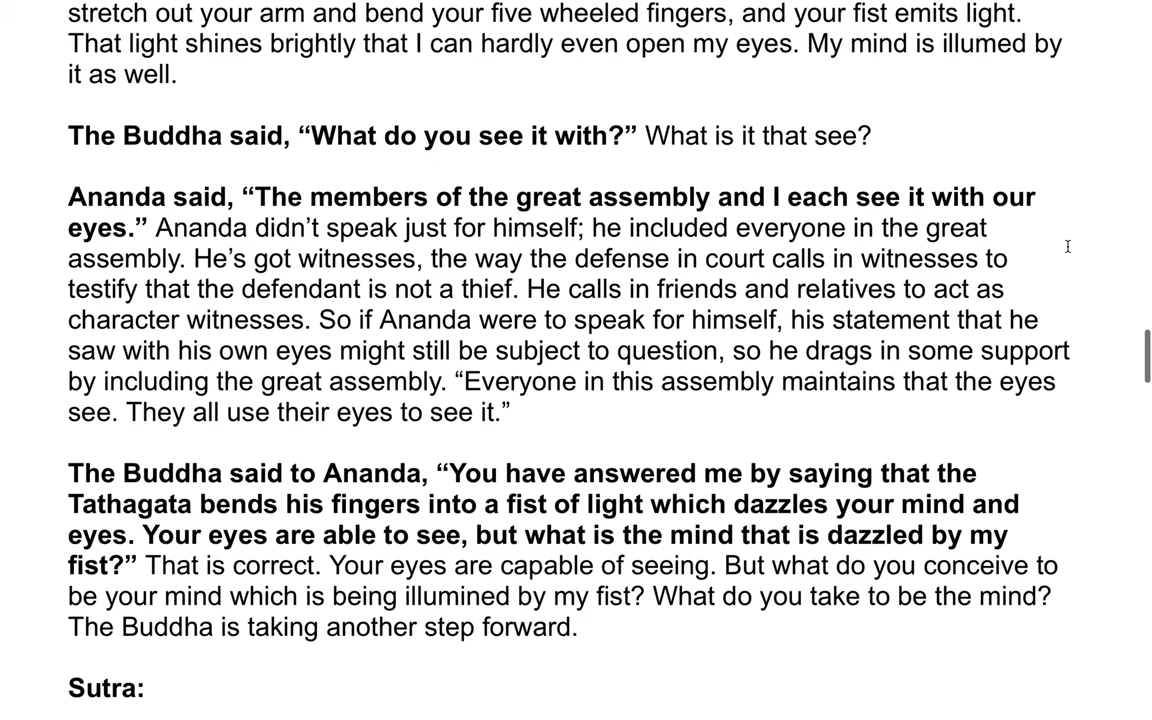 stretch out your arm and bend your five wheeled fingers, and your fist emits light.
That light shines brightly that I can hardly even open my eyes. My mind is illumed by
it as well.
The Buddha said, “What do you see it with?” What is it that see?
Ananda said, “The members of the great assembly and I each see it with our
eyes.” Ananda didn’t speak just for himself; he included everyone in the great
assembly. He’s got witnesses, the way the defense in court calls in witnesses to
testify that the defendant is not a thief. He calls in friends and relatives to act as
character witnesses. So if Ananda were to speak for himself, his statement that he
saw with his own eyes might still be subject to question, so he drags in some support
by including the great assembly. “Everyone in this assembly maintains that the eyes
see. They all use their eyes to see it.”
The Buddha said to Ananda, “You have answered me by saying that the
Tathagata bends his fingers into a fist of light which dazzles your mind and
eyes. Your eyes are able to see, but what is the mind that is dazzled by my
fist?” That is correct. Your eyes are capable of seeing. But what do you conceive to
be your mind which is being illumined by my fist? What do you take to be the mind?
The Buddha is taking another step forward.
Sutra: